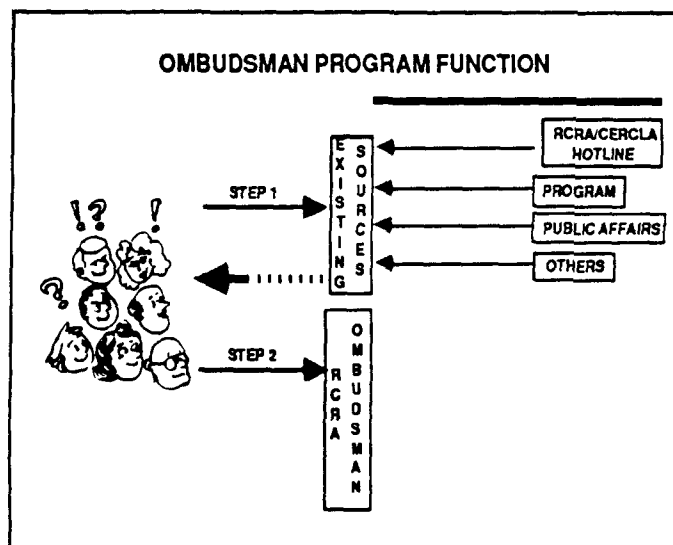 OMBUDSMAN PROGRAM FUNCTION
!? !
?
STEP 1
EXISTING
SOURCES
RCRA/CERCLA
HOTLINE
PROGRAM
PUBLIC AFFAIRS
OTHERS
STEP 2
RCRA
OMBUDSMAN